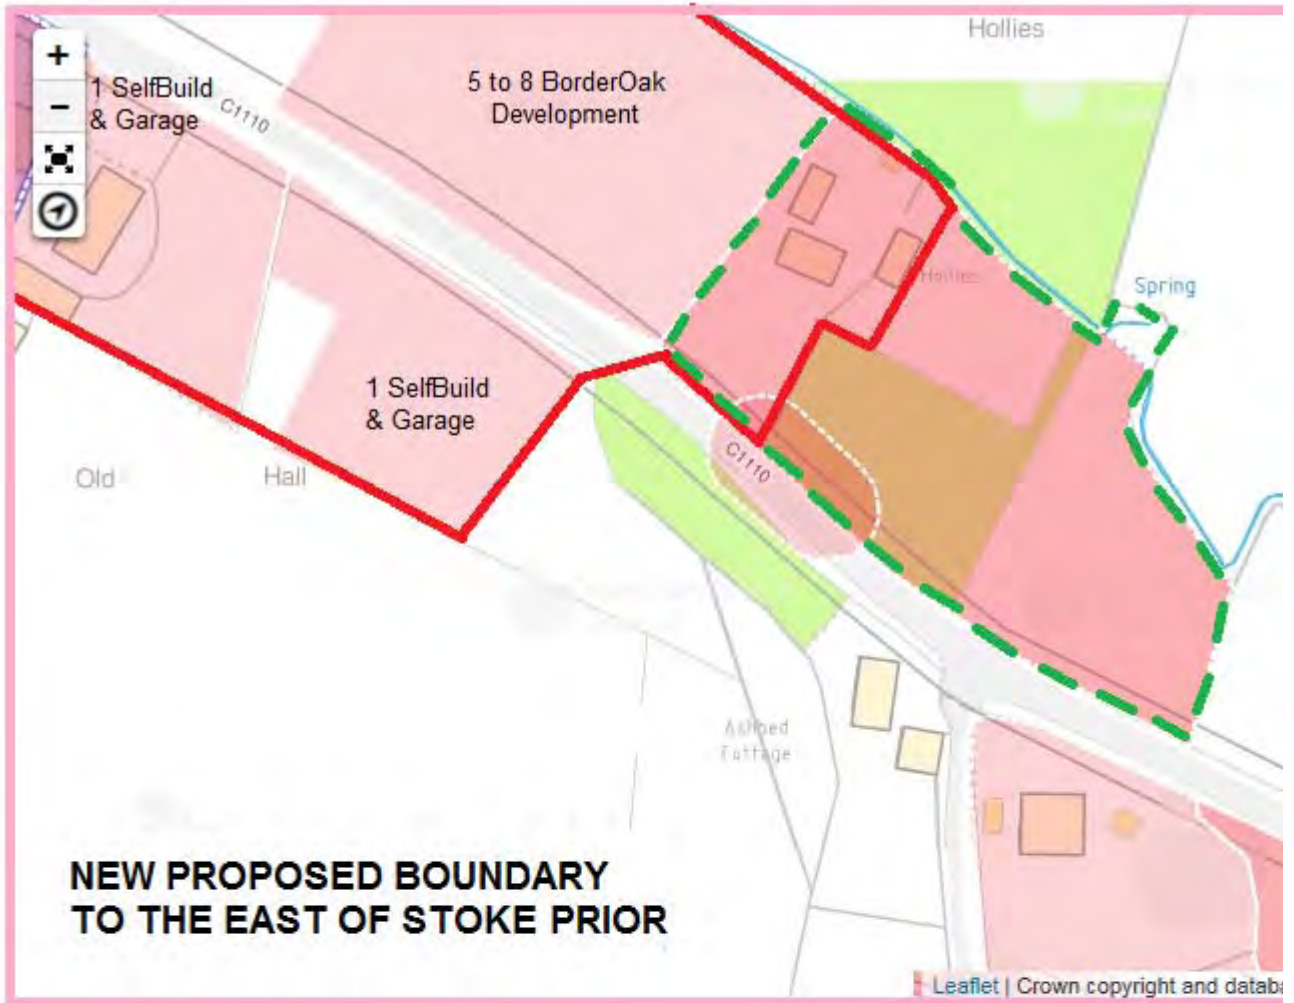 Hollies
+
−
1 SelfBuild
& Garage
C1110
5 to 8 BorderOak
Development
Hollies
Spring
1 SelfBuild
& Garage
C1110
Old Hall
Ashbed
Cottage
NEW PROPOSED BOUNDARY
TO THE EAST OF STOKE PRIOR
Leaflet | Crown copyright and databa